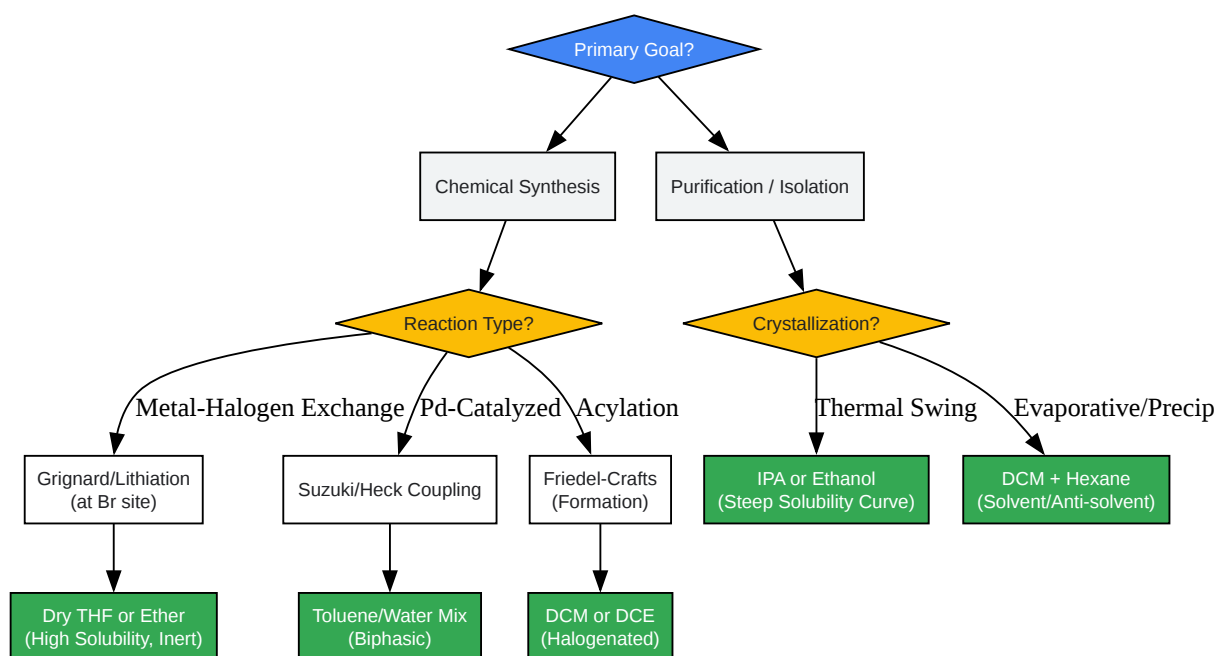 Primary Goal?
Chemical Synthesis
Purification / Isolation
Reaction Type?
Crystallization?
Metal-Halogen Exchange
Pd-Catalyzed
Acylation
Thermal Swing
Evaporative/Precip
Grignard/Lithiation
(at Br site)
Suzuki/Heck Coupling
Friedel-Crafts
(Formation)
IPA or Ethanol
(Steep Solubility Curve)
DCM + Hexane
(Solvent/Anti-solvent)
Dry THF or Ether
(High Solubility, Inert)
Toluene/Water Mix
(Biphasic)
DCM or DCE
(Halogenated)